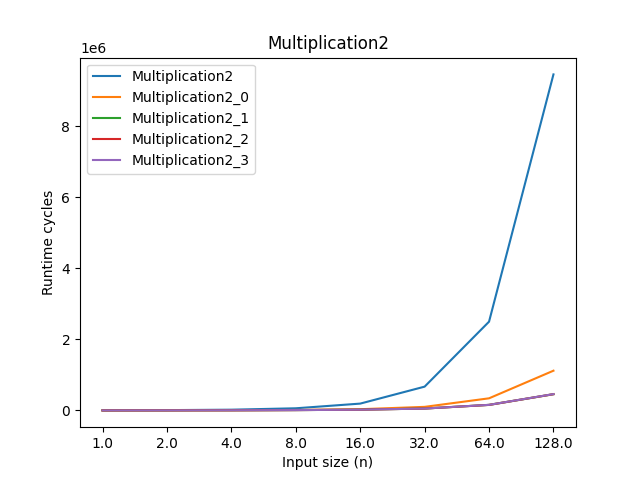 Multiplication2
1e6
Multiplication2
Multiplication2_0
Multiplication2_1
Multiplication2_2
Multiplication2_3
Runtime cycles
8
6
4
2
0
1.0 2.0 4.0 8.0 16.0 32.0 64.0 128.0
Input size (n)